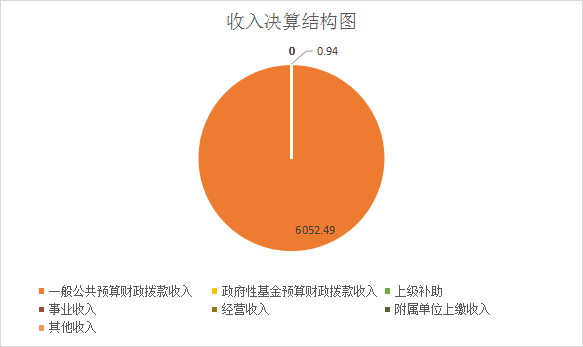 收入决算结构图
0 0.94
6052.49
一般公共预算财政拨款收入 政府性基金预算财政拨款收入 上级补助
事业收入 经营收入 附属单位上缴收入
其他收入